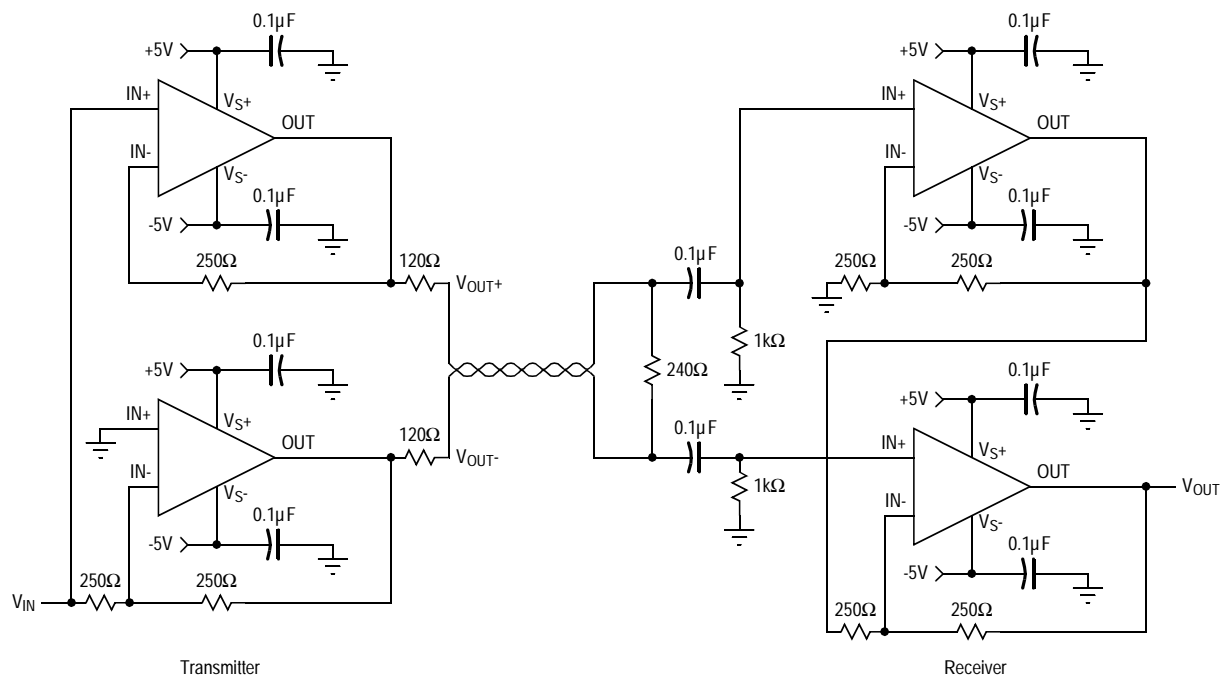 0.1µF
+5V
IN+
VS+
OUT
IN-
VS-
0.1µF
-5V
250Ω
120Ω
VOUT+
0.1µF
+5V
IN+
VS+
OUT
120Ω
VOUT-
IN-
VS-
0.1µF
-5V
250Ω
250Ω
VIN
Transmitter
0.1µF
1kΩ
240Ω
0.1µF
1kΩ
0.1µF
+5V
IN+
VS+
OUT
IN-
VS-
0.1µF
-5V
250Ω
250Ω
0.1µF
+5V
IN+
VS+
OUT
VOUT
IN-
VS-
0.1µF
-5V
250Ω
250Ω
Receiver